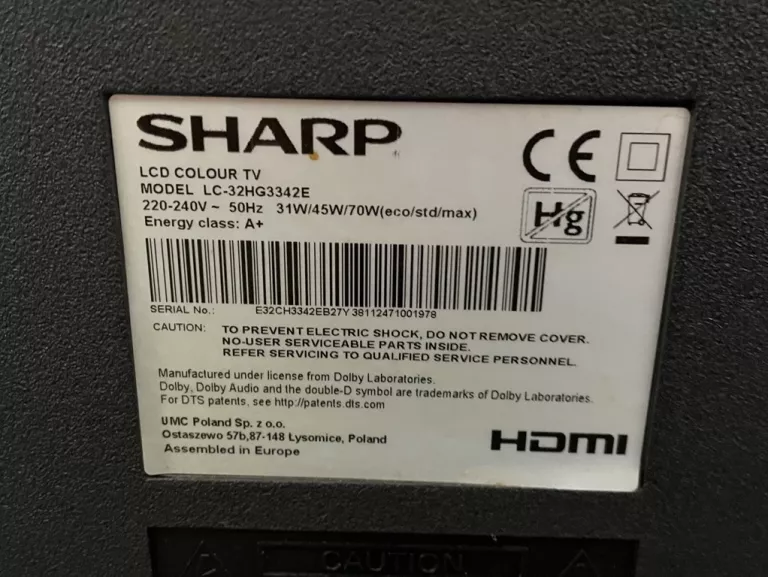 SHARP
LCD COLOUR TV
MODEL LC-32HG3342E
220-240V ~ 50Hz 31W/45W/70W(eco/std/max)
Energy class: A+
CE
Hg
SERIAL No.: E32CH3342EB27Y 38112471001978
CAUTION: TO PREVENT ELECTRIC SHOCK, DO NOT REMOVE COVER.
NO-USER SERVICEABLE PARTS INSIDE.
REFER SERVICING TO QUALIFIED SERVICE PERSONNEL.
Manufactured under license from Dolby Laboratories.
Dolby, Dolby Audio and the double-D symbol are trademarks of Dolby Laboratories.
For DTS patents, see http://patents.dts.com
UMC Poland Sp. z o.o.
Ostaszewo 57b,87-148 Łysomice, Poland
Assembled in Europe
HDMI
CAUTION